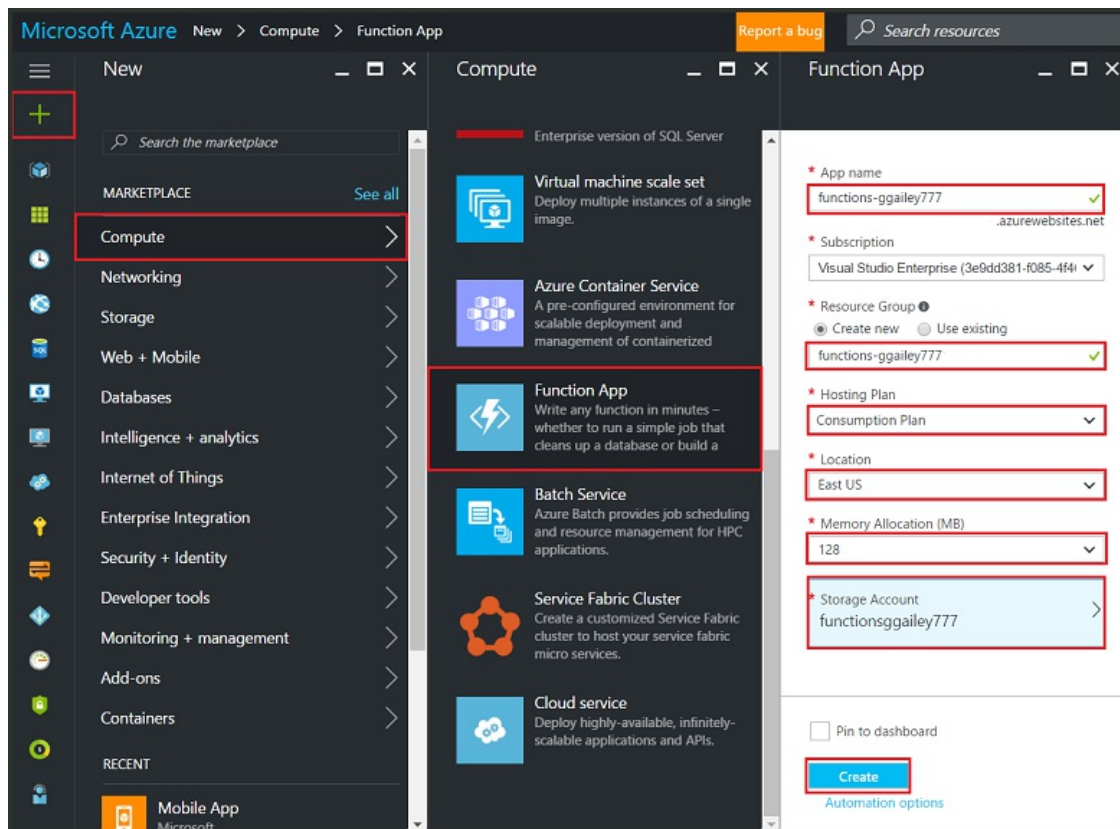 Microsoft Azure New > Compute > Function App
Report a bug
Search resources
New
Search the marketplace
MARKETPLACE
See all
Compute
Networking
Storage
Web + Mobile
Databases
Intelligence + analytics
Internet of Things
Enterprise Integration
Security + Identity
Developer tools
Monitoring + management
Add-ons
Containers
RECENT
Mobile App
Microsoft
SQL
Compute
Enterprise version of SQL Server
Virtual machine scale set
Deploy multiple instances of a single
image.
Azure Container Service
A pre-configured environment for
scalable deployment and
management of containerized
Function App
Write any function in minutes –
whether to run a simple job that
cleans up a database or build a
Batch Service
Azure Batch provides job scheduling
and resource management for HPC
applications.
Service Fabric Cluster
Create a customized Service Fabric
cluster to host your service fabric
micro services.
Cloud service
Deploy highly-available, infinitely-
scalable applications and APIs.
Function App
* App name
functions-ggailey777
.azurewebsites.net
* Subscription
Visual Studio Enterprise (3e9dd381-f085-4f4
* Resource Group
Create new Use existing
functions-ggailey777
* Hosting Plan
Consumption Plan
* Location
East US
* Memory Allocation (MB)
128
* Storage Account
functionsggailey777
Pin to dashboard
Create
Automation options